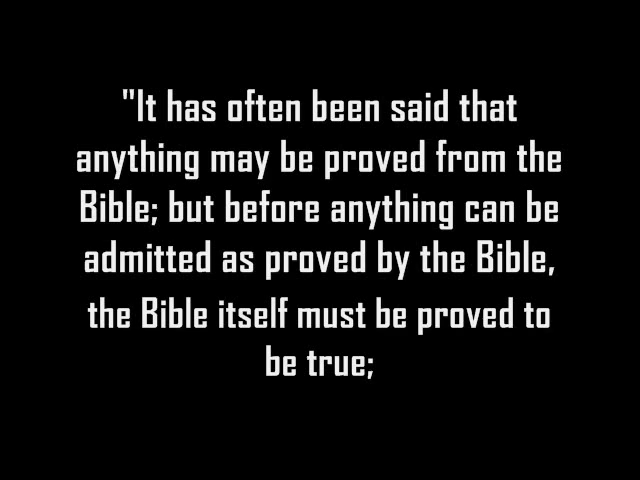 "It has often been said that
anything may be proved from the
Bible; but before anything can be
admitted as proved by the Bible,
the Bible itself must be proved to
be true;